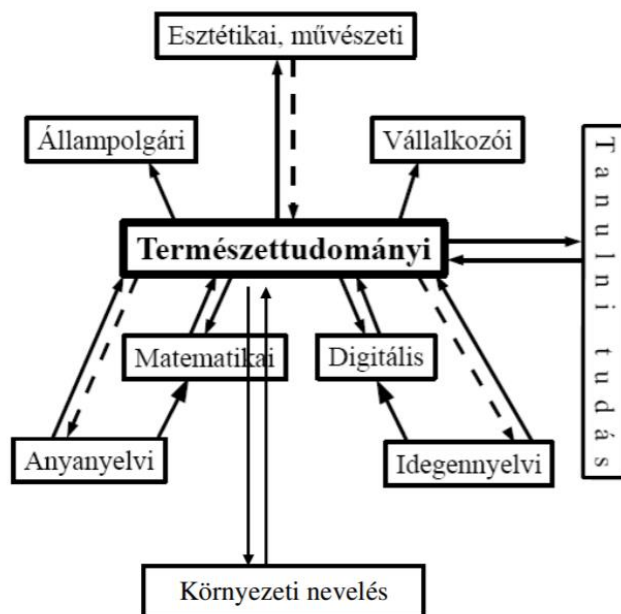 Esztétikai, művészeti
Állampolgári
Vállalkozói
Természettudományi
Tanulni tudás
Matematikai
Digitális
Anyanyelvi
Idegennyelvi
Környezeti nevelés